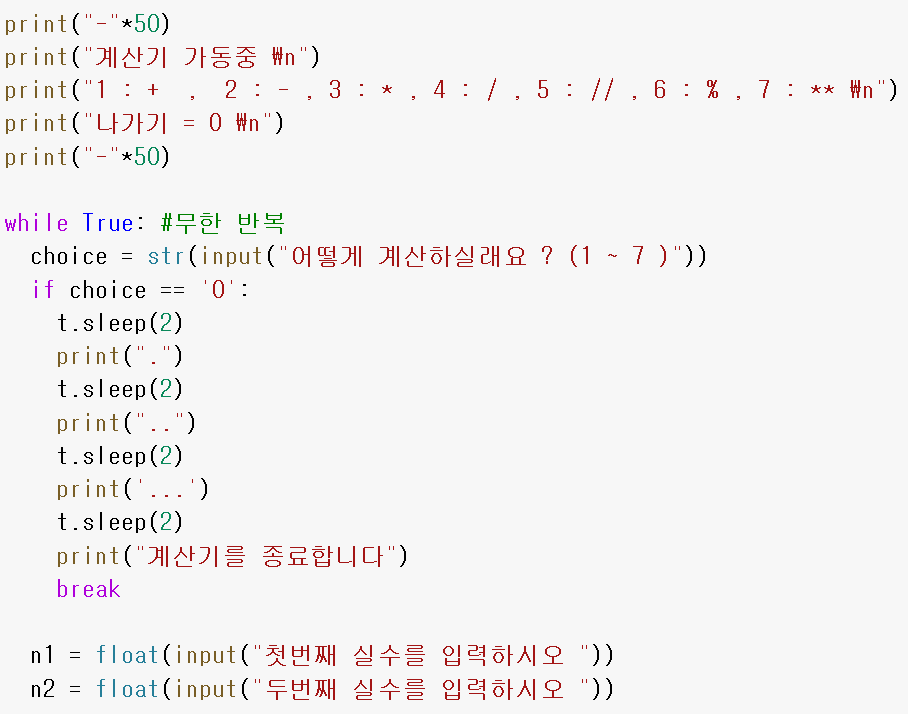 print("-"*50)
print("계산기 가동중 ₩n")
print("1 : +  ,  2 : - , 3 : * , 4 : / , 5 : // , 6 : % , 7 : ** ₩n")
print("나가기 = 0 ₩n")
print("-"*50)

while True: #무한 반복
  choice = str(input("어떻게 계산하실래요 ? (1 ~ 7 )"))
  if choice == '0':
    t.sleep(2)
    print(".")
    t.sleep(2)
    print("..")
    t.sleep(2)
    print('...')
    t.sleep(2)
    print("계산기를 종료합니다")
    break

  n1 = float(input("첫번째 실수를 입력하시오 "))
  n2 = float(input("두번째 실수를 입력하시오 "))